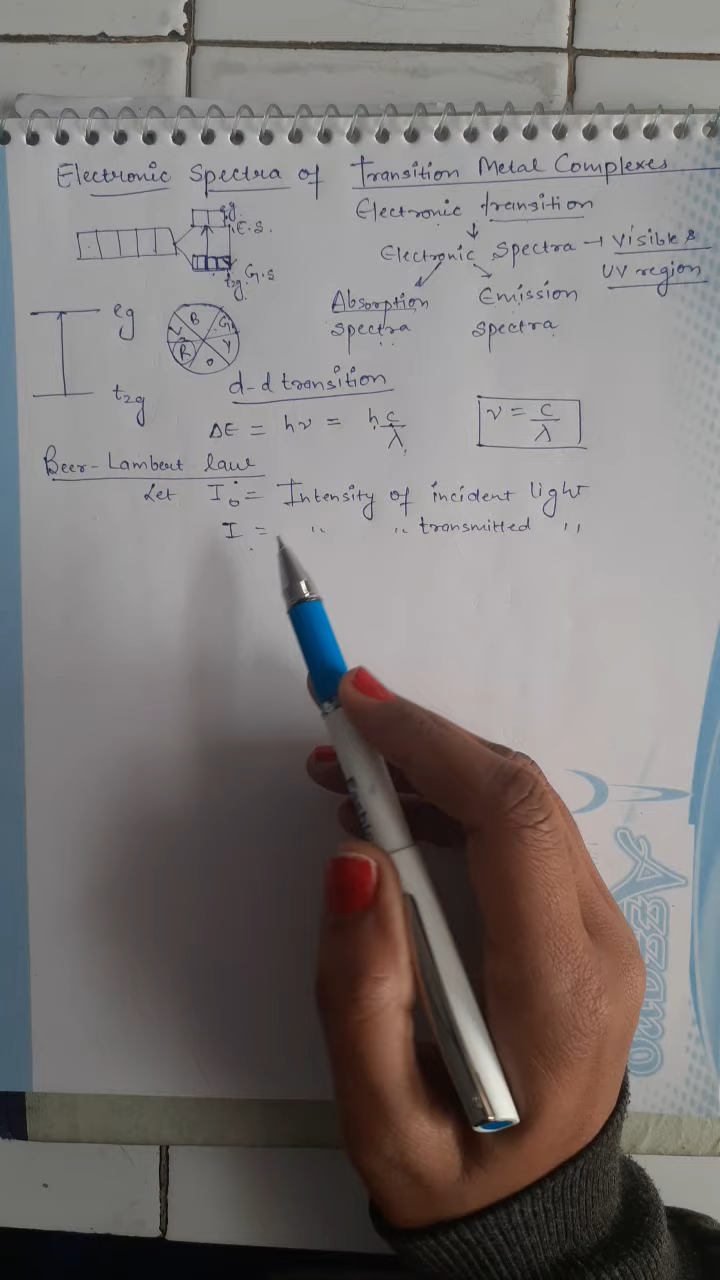 Electronic Spectra of Transition Metal Complexes
Electronic transition
eg
E.S.
t2g G.S
Electronic Spectra → Visible &
UV region
Absorption
Spectra
Emission
Spectra
eg
t2g
V B G
R O Y
d-d transition
ΔE = hν = hc/λ
ν = c/λ
Beer-Lambert law
Let I₀ = Intensity of incident light
I = " " transmitted "